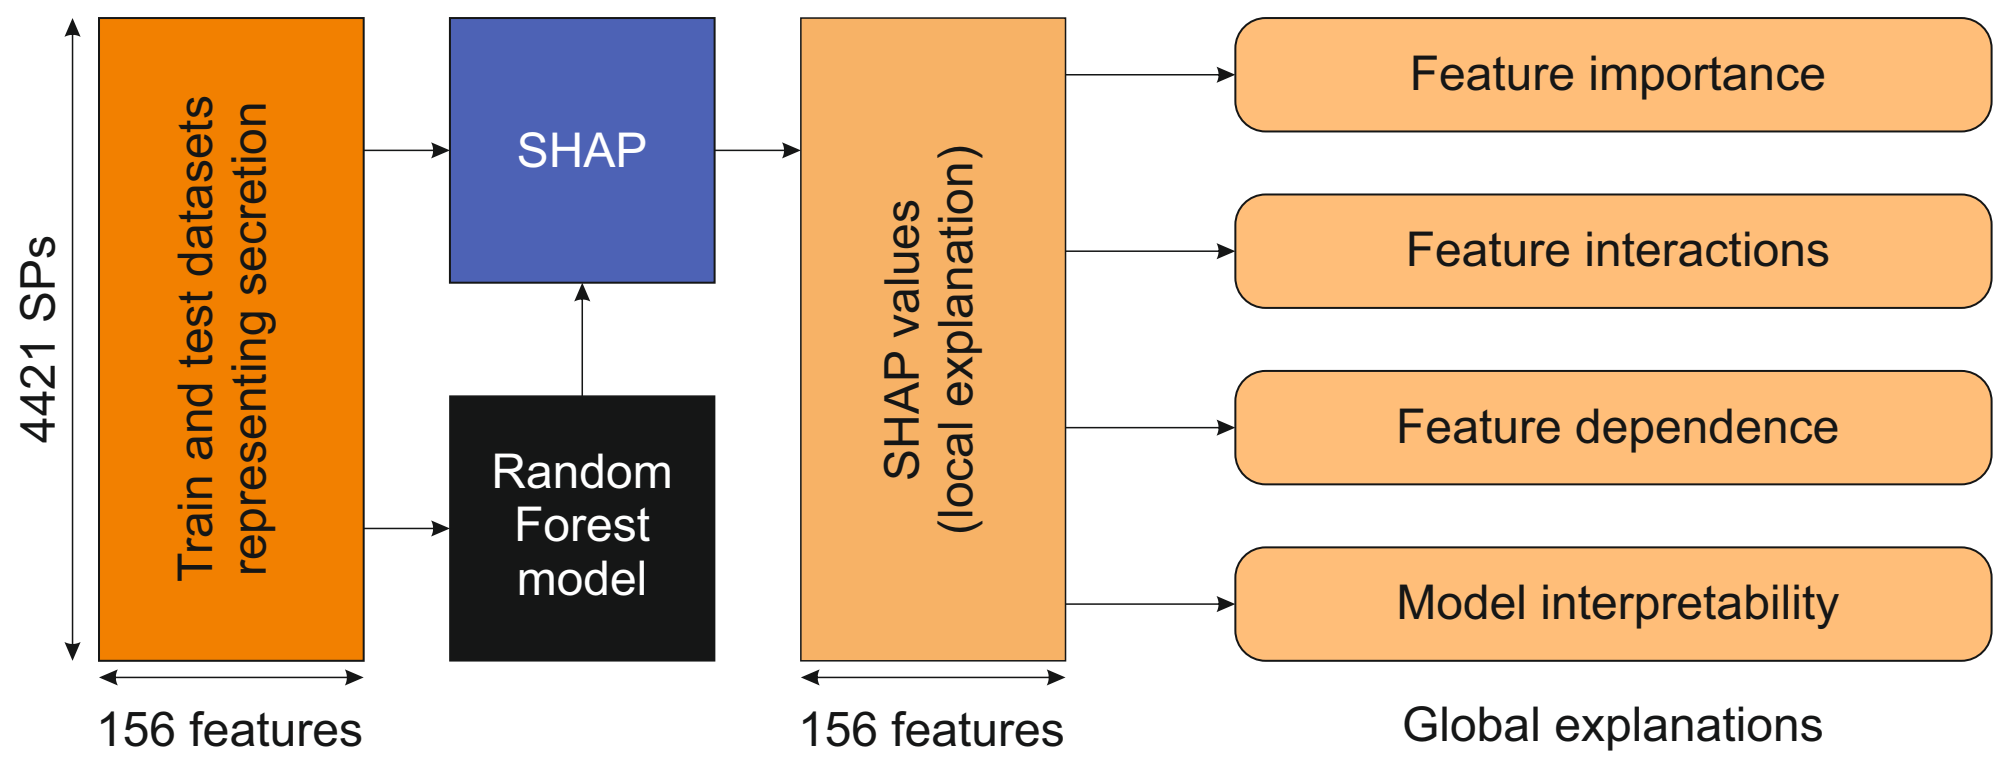 4421 SPs
Train and test datasets
representing secretion
156 features
SHAP
Random
Forest
model
SHAP values
(local explanation)
156 features
Feature importance
Feature interactions
Feature dependence
Model interpretability
Global explanations